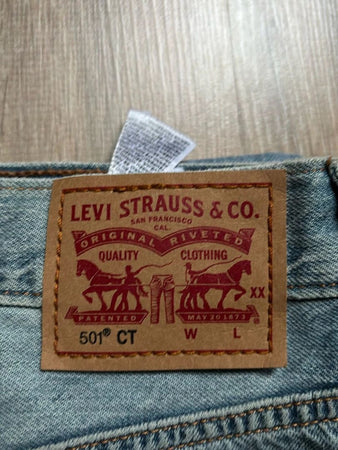 LEVI STRAUSS & CO.
SAN FRANCISCO
CAL.
ORIGINAL RIVETED
QUALITY CLOTHING
XX
PATENTED MAY 20 1873
501® CT W L